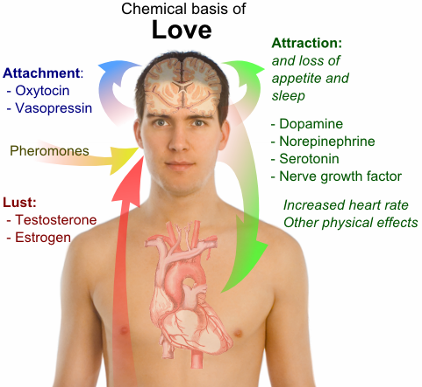 Chemical basis of
Love
Attachment:
- Oxytocin
- Vasopressin
Pheromones
Lust:
- Testosterone
- Estrogen
Attraction:
and loss of
appetite and
sleep
- Dopamine
- Norepinephrine
- Serotonin
- Nerve growth factor
Increased heart rate
Other physical effects